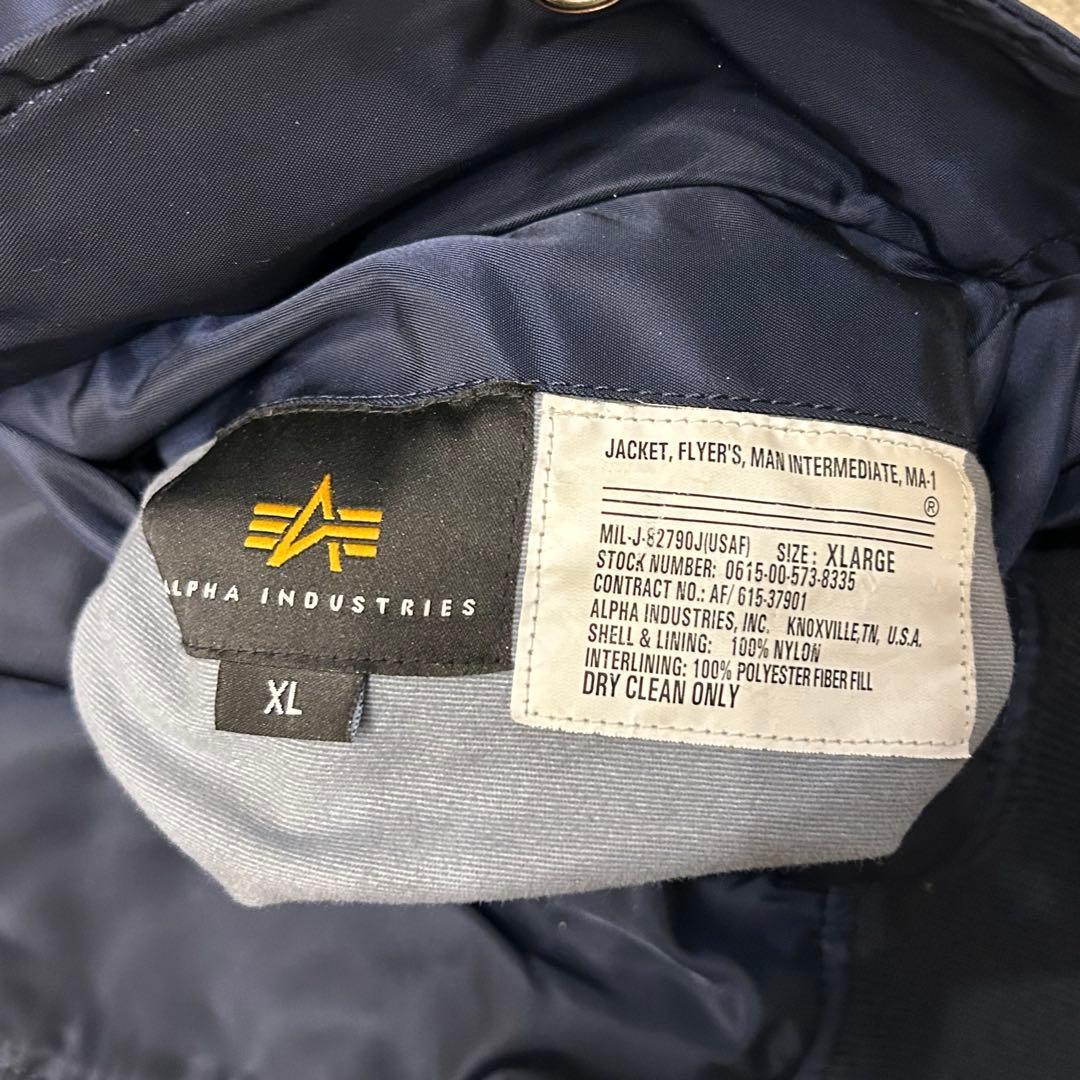 ALPHA INDUSTRIES
XL
JACKET, FLYER'S, MAN INTERMEDIATE, MA-1
®
MIL-J-82790J(USAF) SIZE: XLARGE
STOCK NUMBER: 0615-00-573-8335
CONTRACT NO.: AF/ 615-37901
ALPHA INDUSTRIES, INC. KNOXVILLE,TN, U.S.A.
SHELL & LINING: 100% NYLON
INTERLINING: 100% POLYESTER FIBER FILL
DRY CLEAN ONLY